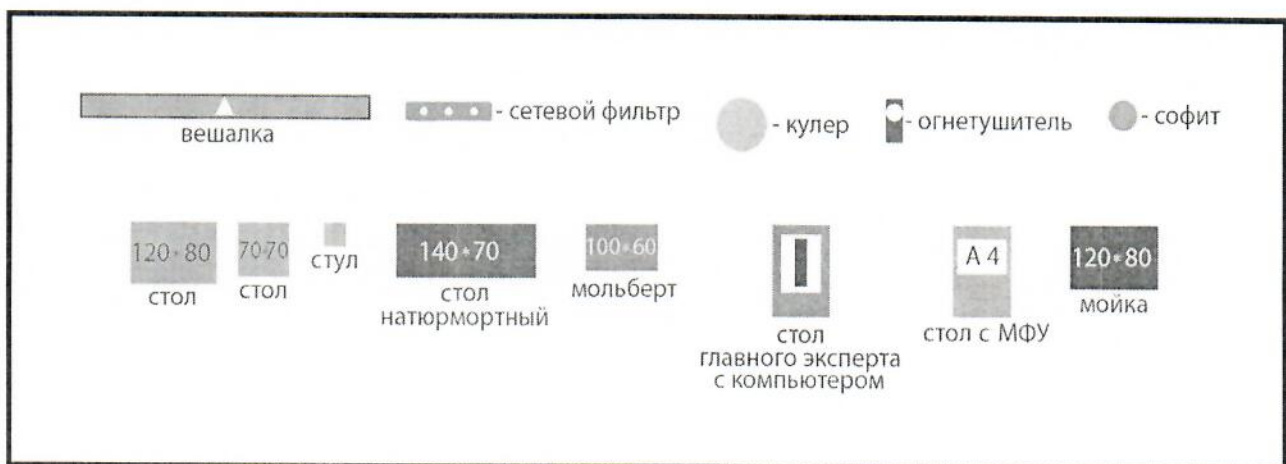 вешалка
- сетевой фильтр
- кулер
- огнетушитель
- софит
120*80
стол
70*70
стол
стул
140*70
стол
натюрмортный
100*60
мольберт
стол
главного эксперта
с компьютером
А 4
стол с МФУ
120*80
мойка